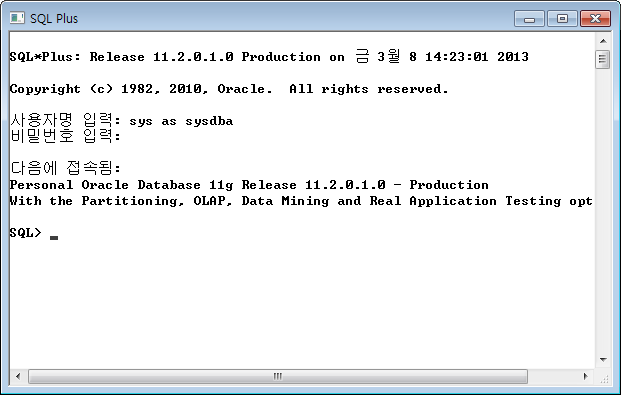 SQL Plus
SQL*Plus: Release 11.2.0.1.0 Production on 금 3월 8 14:23:01 2013
Copyright (c) 1982, 2010, Oracle.  All rights reserved.
사용자명 입력: sys as sysdba
비밀번호 입력:
다음에 접속됨:
Personal Oracle Database 11g Release 11.2.0.1.0 - Production
With the Partitioning, OLAP, Data Mining and Real Application Testing opt
SQL>